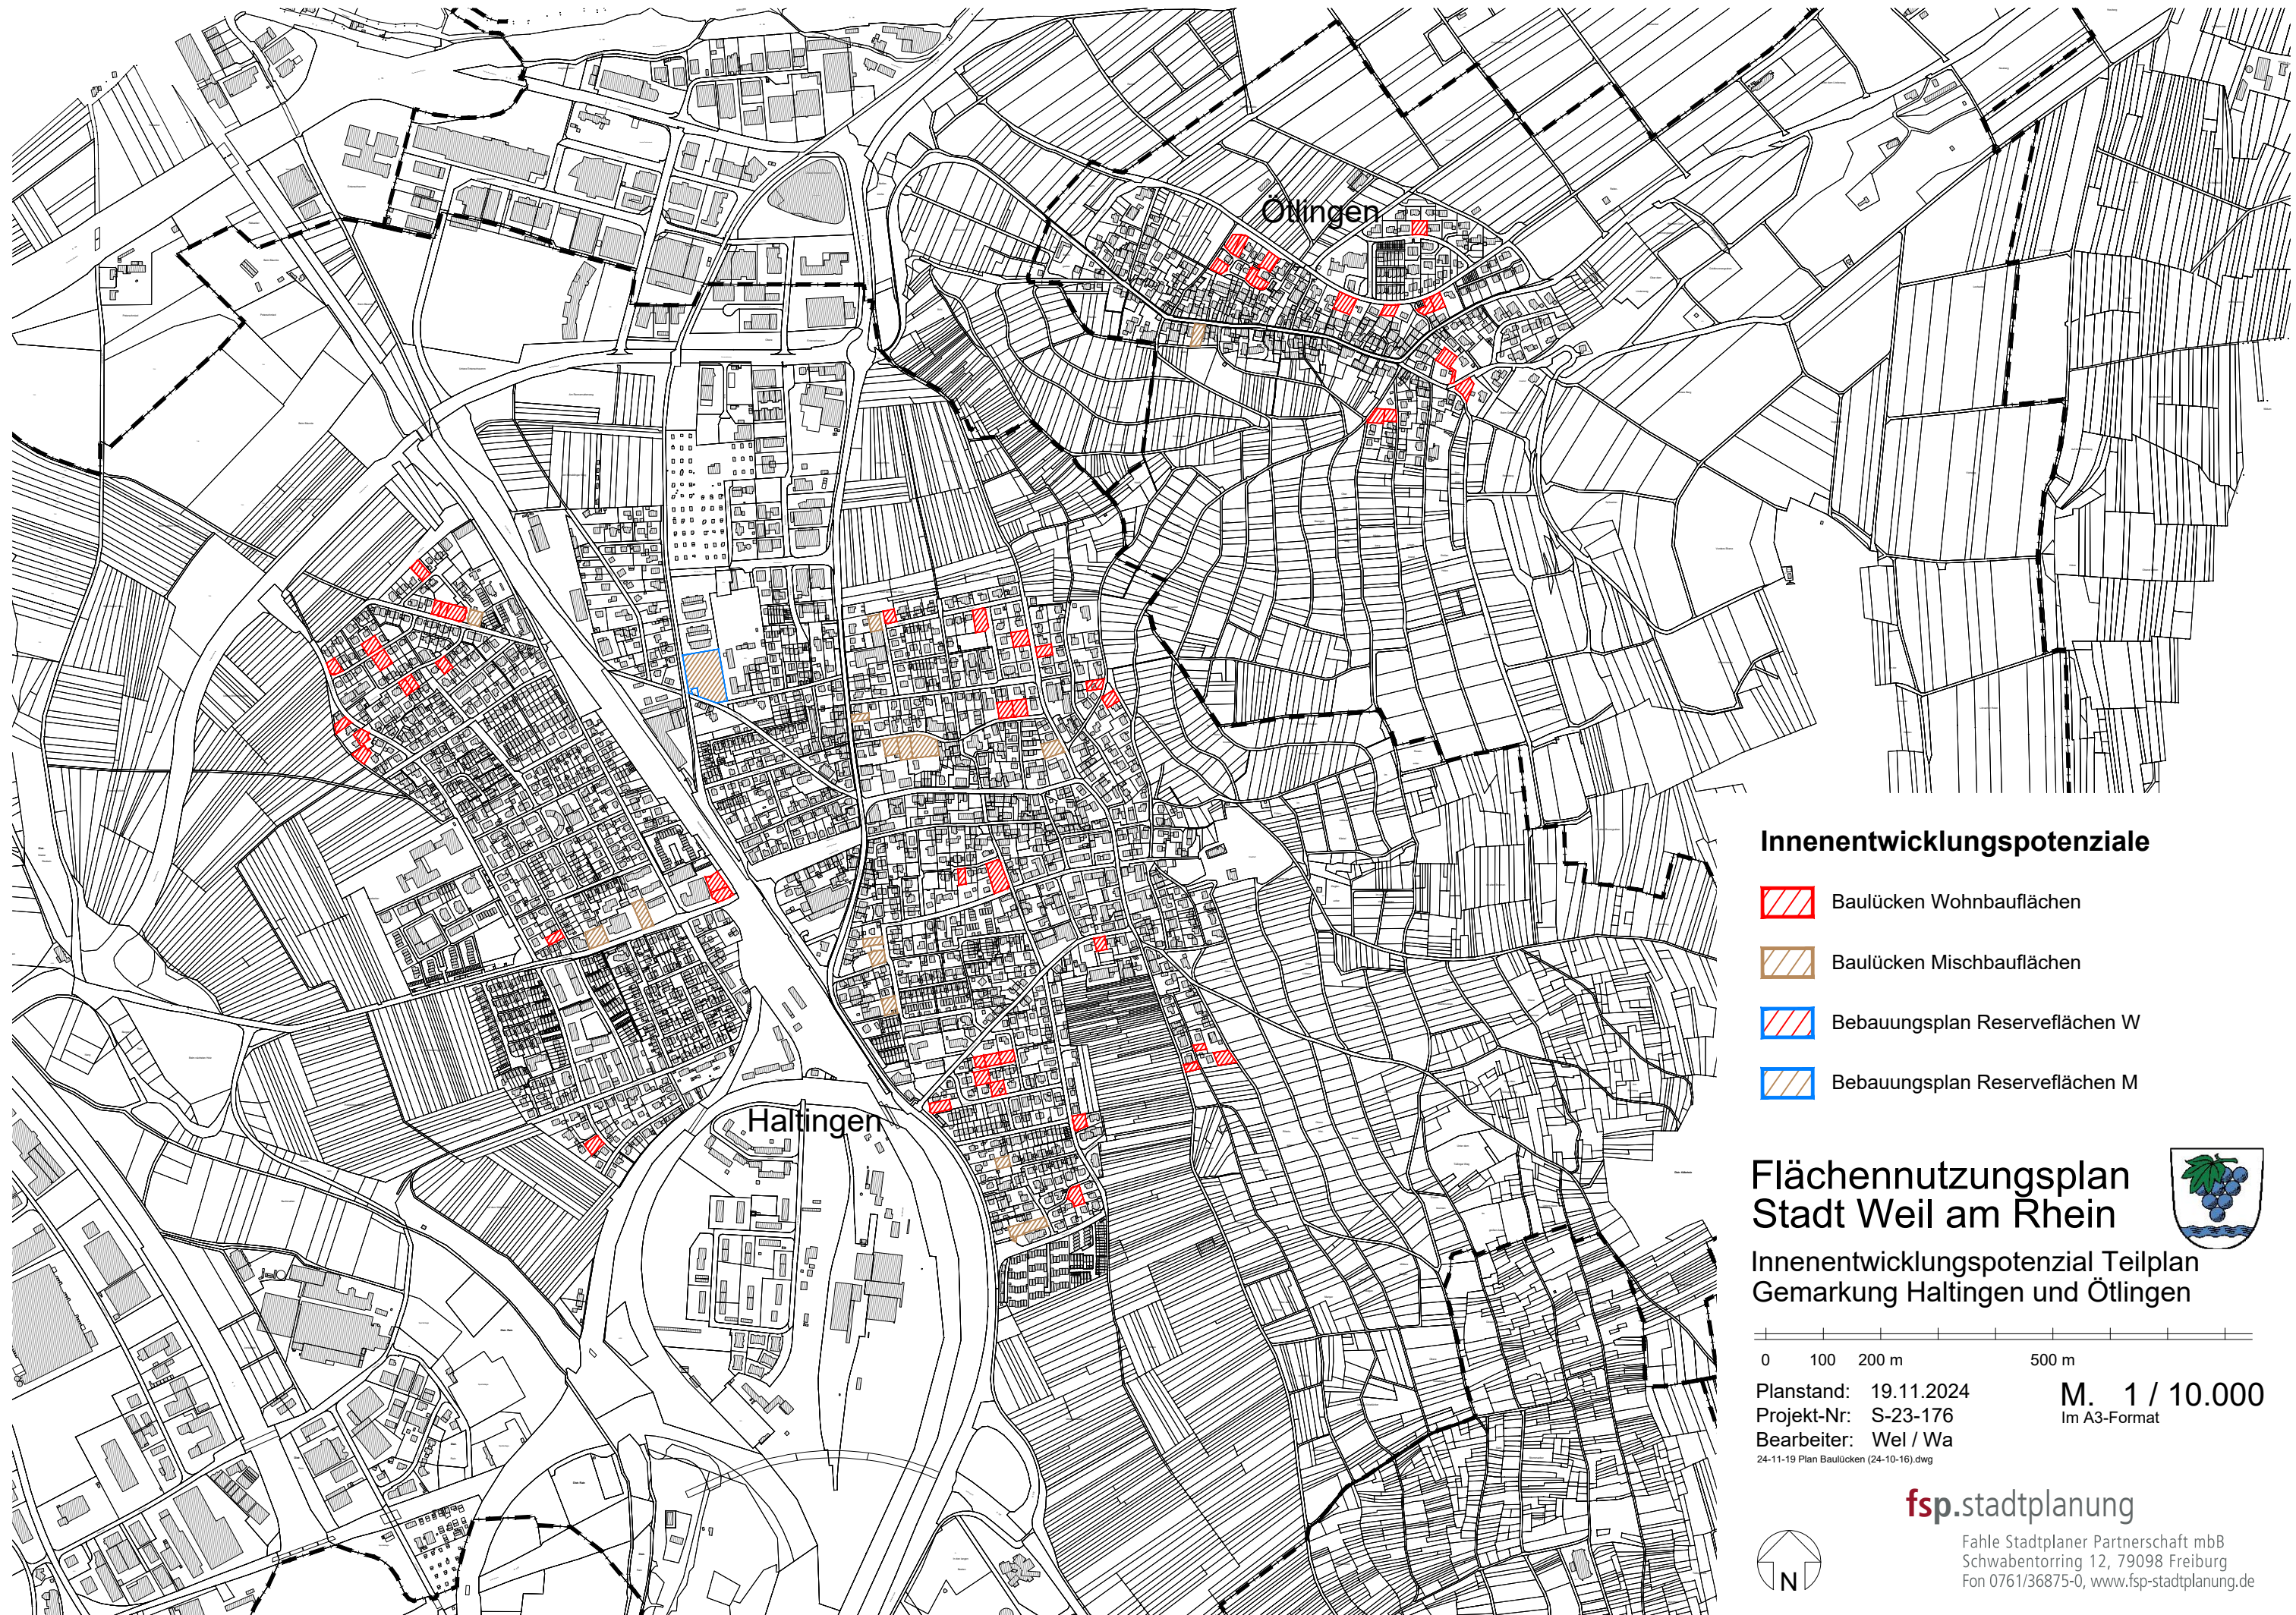 Ötlingen
Haltingen
Innenentwicklungspotenziale
Baulücken Wohnbauflächen
Baulücken Mischbauflächen
Bebauungsplan Reserveflächen W
Bebauungsplan Reserveflächen M
Flächennutzungsplan
Stadt Weil am Rhein
Innenentwicklungspotenzial Teilplan
Gemarkung Haltingen und Ötlingen
0 100 200 m 500 m
Planstand: 19.11.2024
Projekt-Nr: S-23-176
Bearbeiter: Wel / Wa
24-11-19 Plan Baulücken (24-10-16).dwg
M. 1 / 10.000
Im A3-Format
fsp.stadtplanung
Fahle Stadtplaner Partnerschaft mbB
Schwabentorring 12, 79098 Freiburg
Fon 0761/36875-0, www.fsp-stadtplanung.de
N